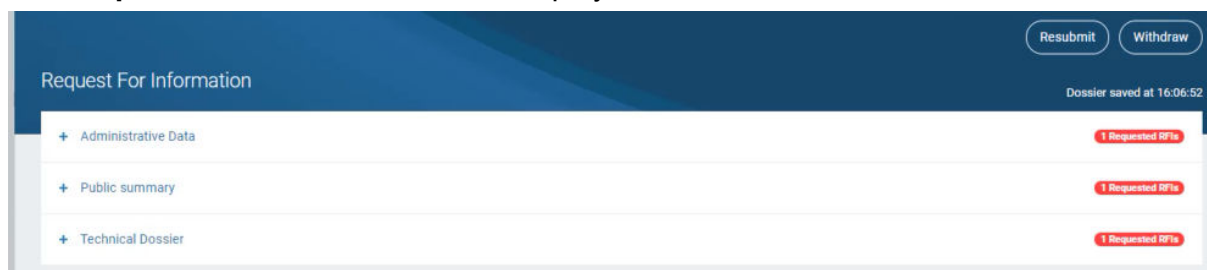 Resubmit Withdraw
Request For Information
Dossier saved at 16:06:52
+ Administrative Data 1 Requested RFIs
+ Public summary 1 Requested RFIs
+ Technical Dossier 1 Requested RFIs